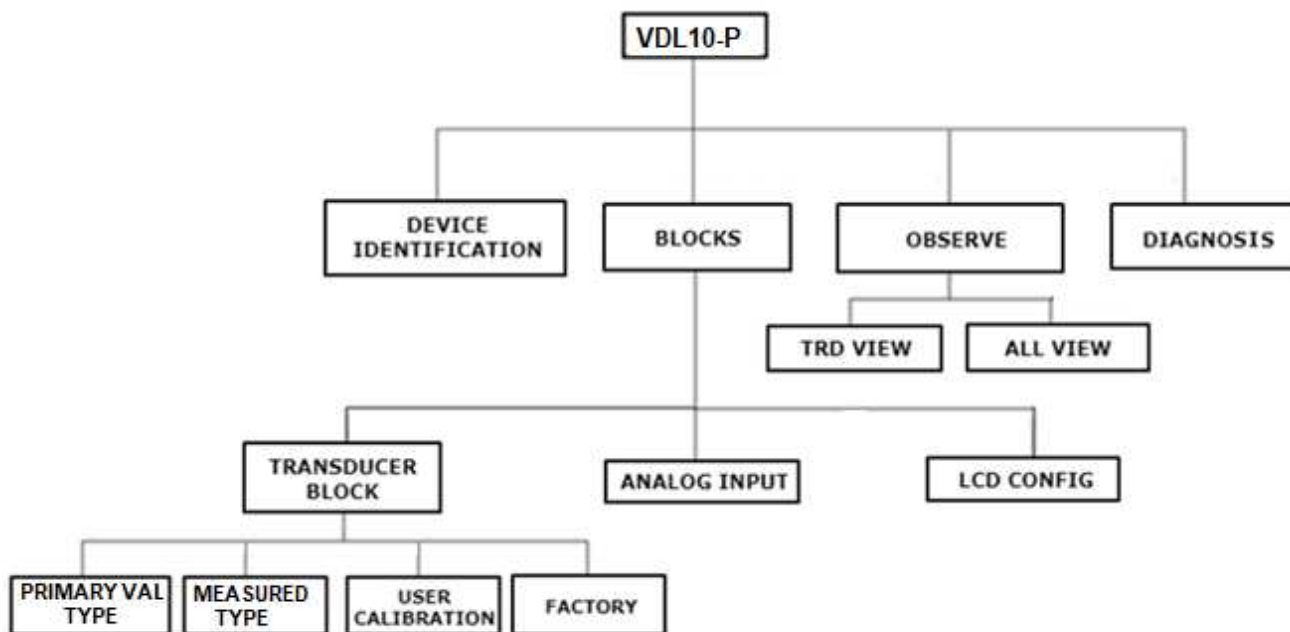 VDL10-P
DEVICE
IDENTIFICATION
BLOCKS
OBSERVE
DIAGNOSIS
TRD VIEW
ALL VIEW
TRANSDUCER
BLOCK
ANALOG INPUT
LCD CONFIG
PRIMARY VAL
TYPE
MEASURED
TYPE
USER
CALIBRATION
FACTORY